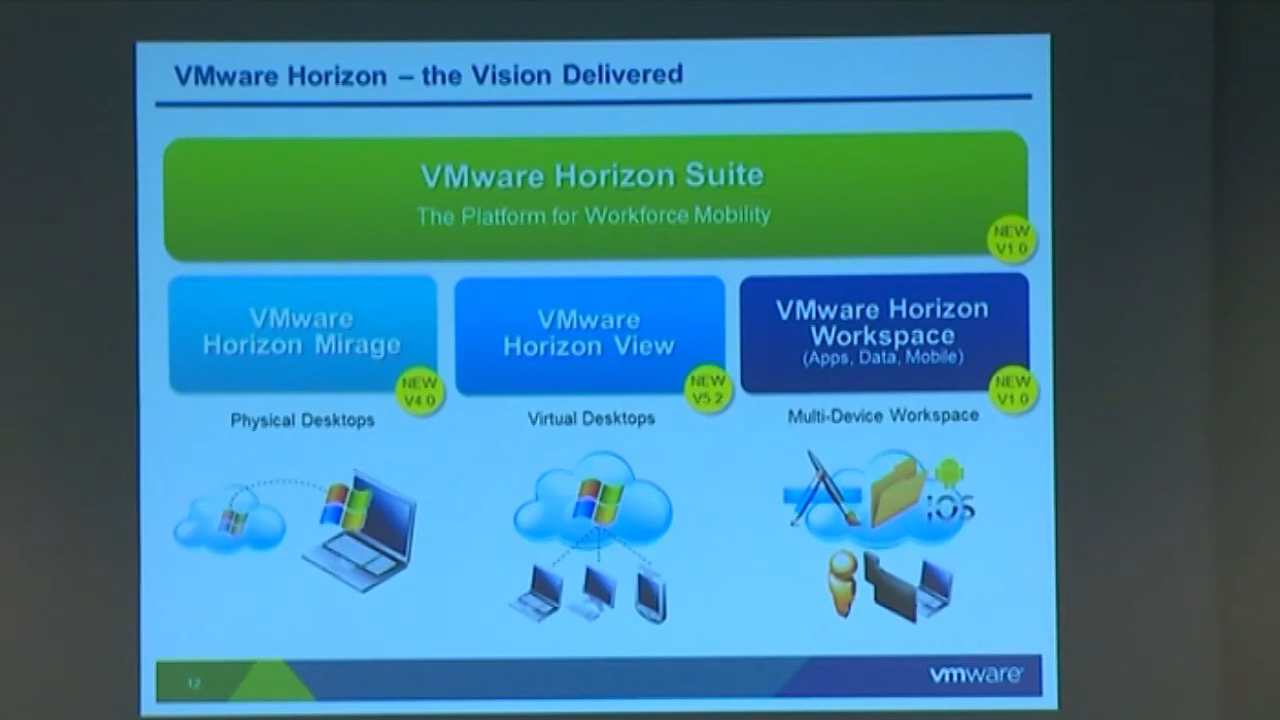 VMware Horizon – the Vision Delivered
VMware Horizon Suite
The Platform for Workforce Mobility
NEW
V1.0
VMware
Horizon Mirage
NEW
V4.0
VMware
Horizon View
NEW
V5.2
VMware Horizon
Workspace
(Apps, Data, Mobile)
NEW
V1.0
Physical Desktops
Virtual Desktops
Multi-Device Workspace
iOS
12
vmware®